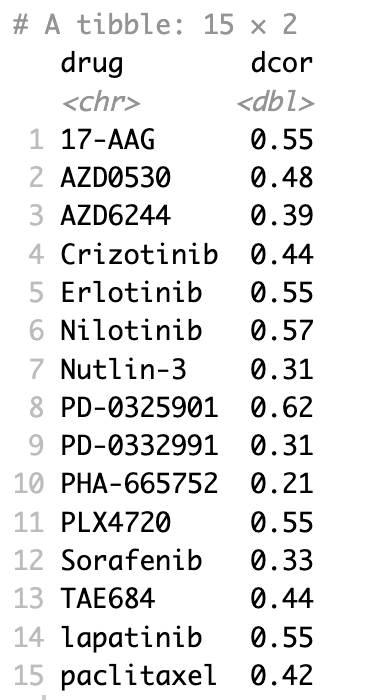 # A tibble: 15 × 2
drug dcor
<chr> <dbl>
1 17-AAG 0.55
2 AZD0530 0.48
3 AZD6244 0.39
4 Crizotinib 0.44
5 Erlotinib 0.55
6 Nilotinib 0.57
7 Nutlin-3 0.31
8 PD-0325901 0.62
9 PD-0332991 0.31
10 PHA-665752 0.21
11 PLX4720 0.55
12 Sorafenib 0.33
13 TAE684 0.44
14 lapatinib 0.55
15 paclitaxel 0.42